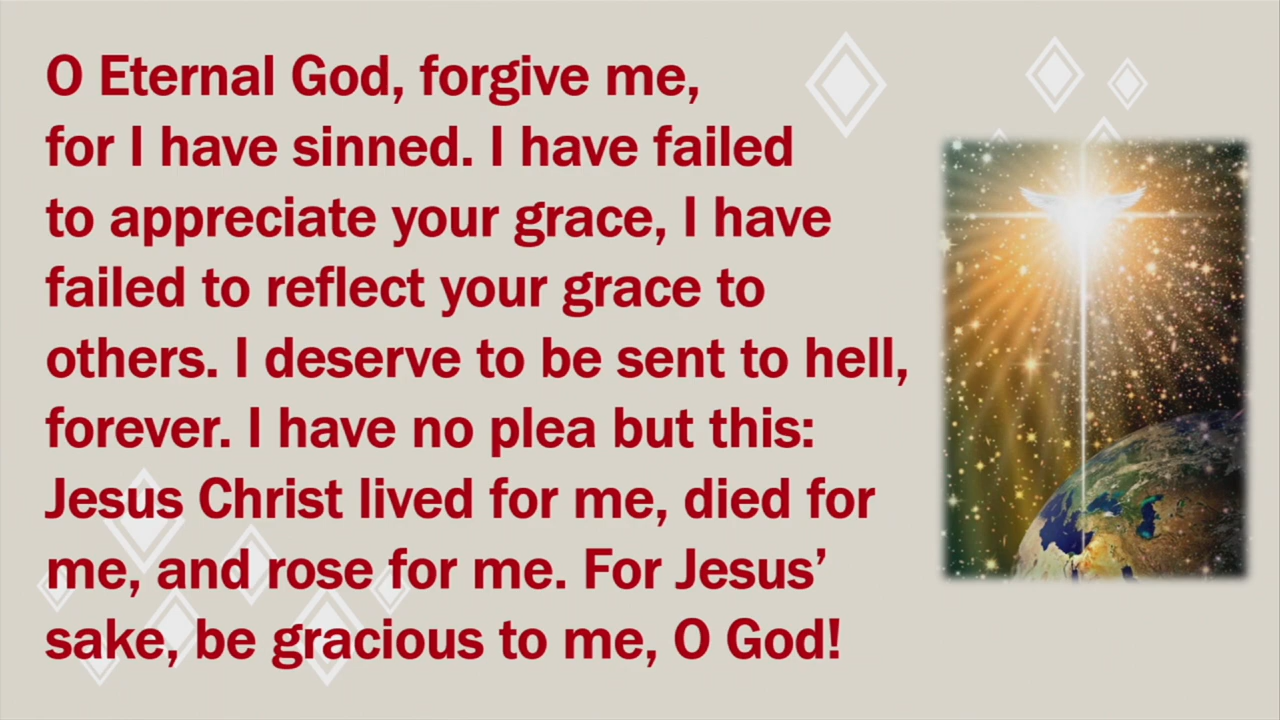 O Eternal God, forgive me,
for I have sinned. I have failed
to appreciate your grace, I have
failed to reflect your grace to
others. I deserve to be sent to hell,
forever. I have no plea but this:
Jesus Christ lived for me, died for
me, and rose for me. For Jesus’
sake, be gracious to me, O God!